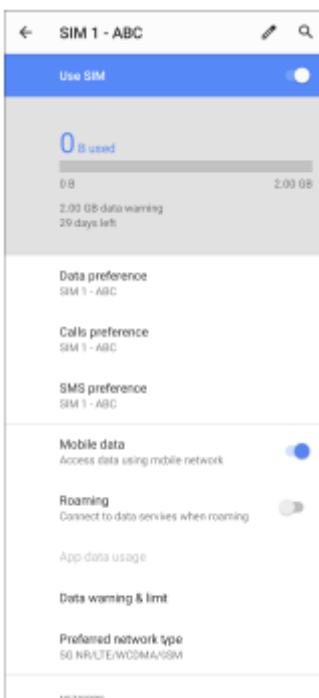 SIM 1 - ABC
Use SIM
0 B used
0 B 2.00 GB
2.00 GB data warning
29 days left
Data preference
SIM 1 - ABC
Calls preference
SIM 1 - ABC
SMS preference
SIM 1 - ABC
Mobile data
Access data using mobile network
Roaming
Connect to data services when roaming
App data usage
Data warning & limit
Preferred network type
5G NR/LTE/WCDMA/GSM